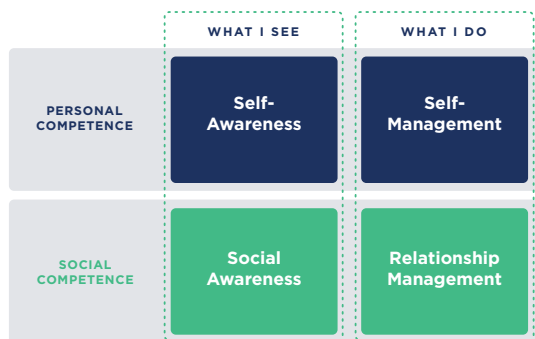 WHAT I SEE
WHAT I DO
PERSONAL
COMPETENCE
Self-
Awareness
Self-
Management
SOCIAL
COMPETENCE
Social
Awareness
Relationship
Management